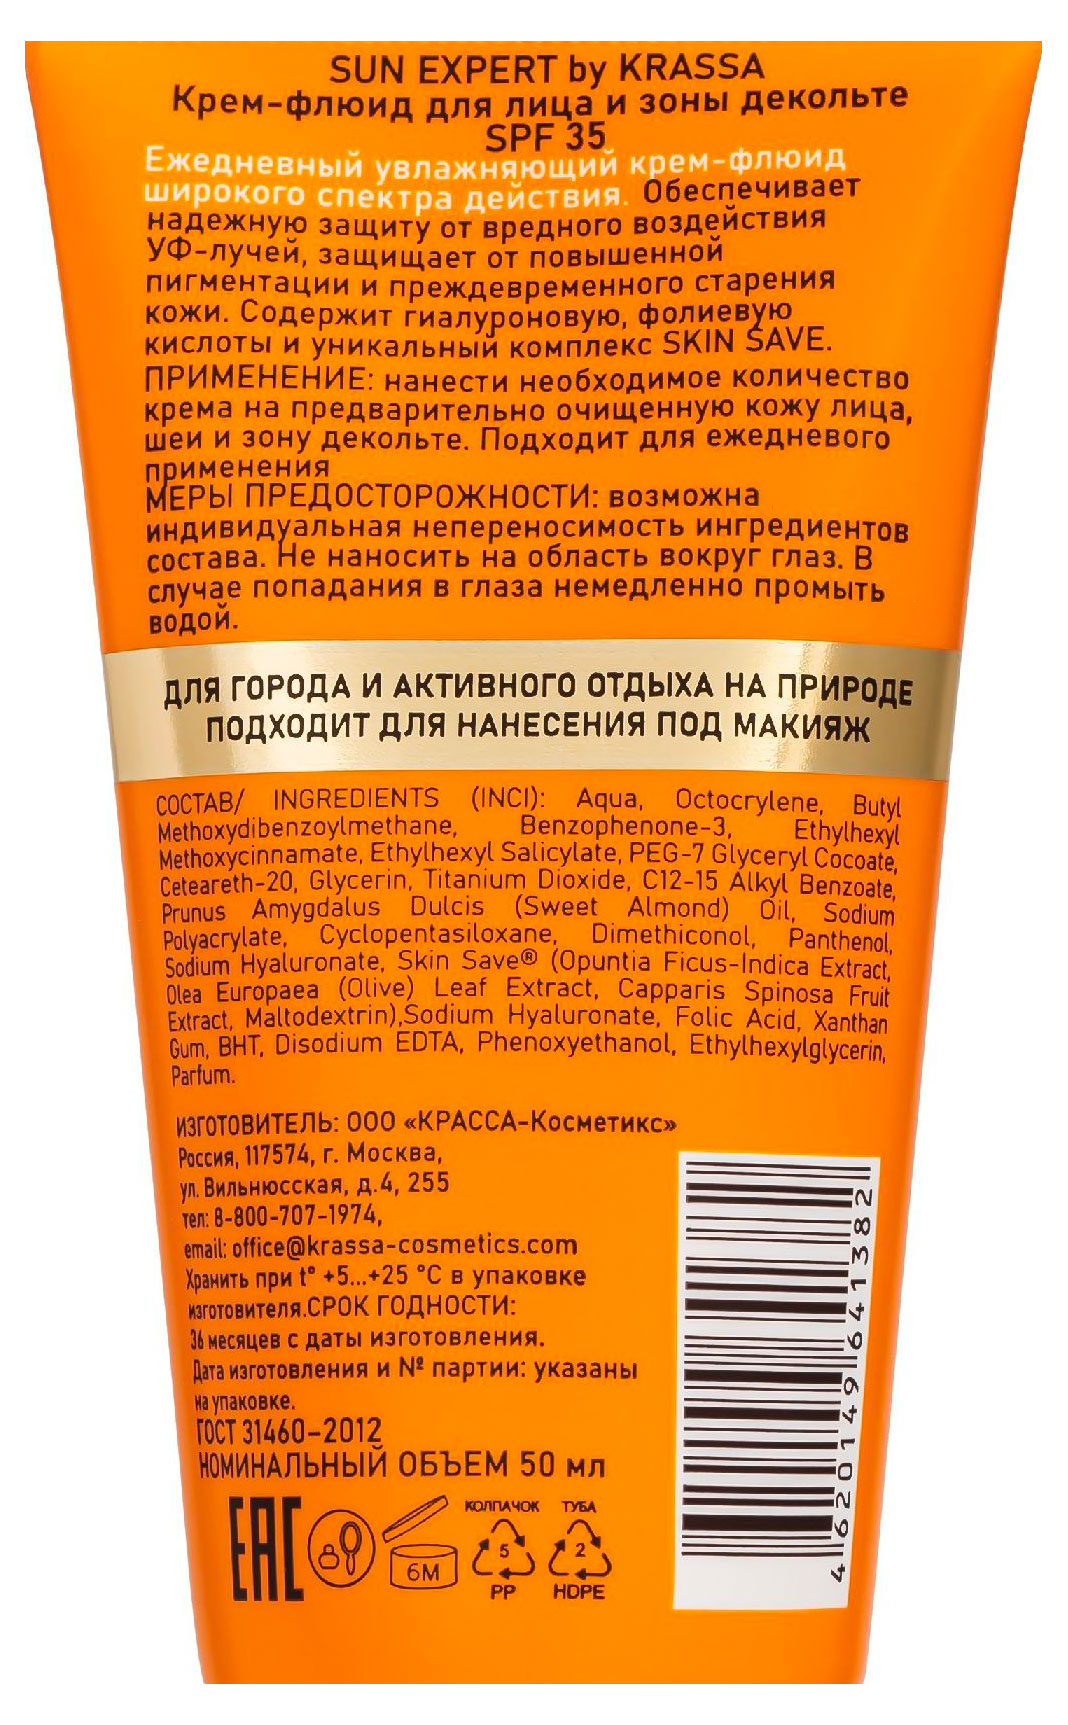 SUN EXPERT by KRASSA
Крем-флюид для лица и зоны декольте
SPF 35
Ежедневный увлажняющий крем-флюид
широкого спектра действия. Обеспечивает
надежную защиту от вредного воздействия
УФ-лучей, защищает от повышенной
пигментации и преждевременного старения
кожи. Содержит гиалуроновую, фолиевую
кислоты и уникальный комплекс SKIN SAVE.
ПРИМЕНЕНИЕ: нанести необходимое количество
крема на предварительно очищенную кожу лица,
шеи и зону декольте. Подходит для ежедневого
применения
МЕРЫ ПРЕДОСТОРОЖНОСТИ: возможна
индивидуальная непереносимость ингредиентов
состава. Не наносить на область вокруг глаз. В
случае попадания в глаза немедленно промыть
водой.
ДЛЯ ГОРОДА И АКТИВНОГО ОТДЫХА НА ПРИРОДЕ
ПОДХОДИТ ДЛЯ НАНЕСЕНИЯ ПОД МАКИЯЖ
СОСТАВ/ INGREDIENTS (INCI): Aqua, Octocrylene, Butyl
Methoxydibenzoylmethane, Benzophenone-3, Ethylhexyl
Methoxycinnamate, Ethylhexyl Salicylate, PEG-7 Glyceryl Cocoate,
Ceteareth-20, Glycerin, Titanium Dioxide, C12-15 Alkyl Benzoate,
Prunus Amygdalus Dulcis (Sweet Almond) Oil, Sodium
Polyacrylate, Cyclopentasiloxane, Dimethiconol, Panthenol,
Sodium Hyaluronate, Skin Save® (Opuntia Ficus-Indica Extract,
Olea Europaea (Olive) Leaf Extract, Capparis Spinosa Fruit
Extract, Maltodextrin),Sodium Hyaluronate, Folic Acid, Xanthan
Gum, BHT, Disodium EDTA, Phenoxyethanol, Ethylhexylglycerin,
Parfum.
ИЗГОТОВИТЕЛЬ: ООО «КРАССА-Косметикс»
Россия, 117574, г. Москва,
ул. Вильнюсская, д.4, 255
тел: 8-800-707-1974,
email: office@krassa-cosmetics.com
Хранить при t° +5...+25 °C в упаковке
изготовителя.СРОК ГОДНОСТИ:
36 месяцев с даты изготовления.
Дата изготовления и № партии: указаны
на упаковке.
ГОСТ 31460-2012
НОМИНАЛЬНЫЙ ОБЪЕМ 50 мл
EAC
6M
КОЛПАЧОК
5
PP
ТУБА
2
HDPE
4620149641382